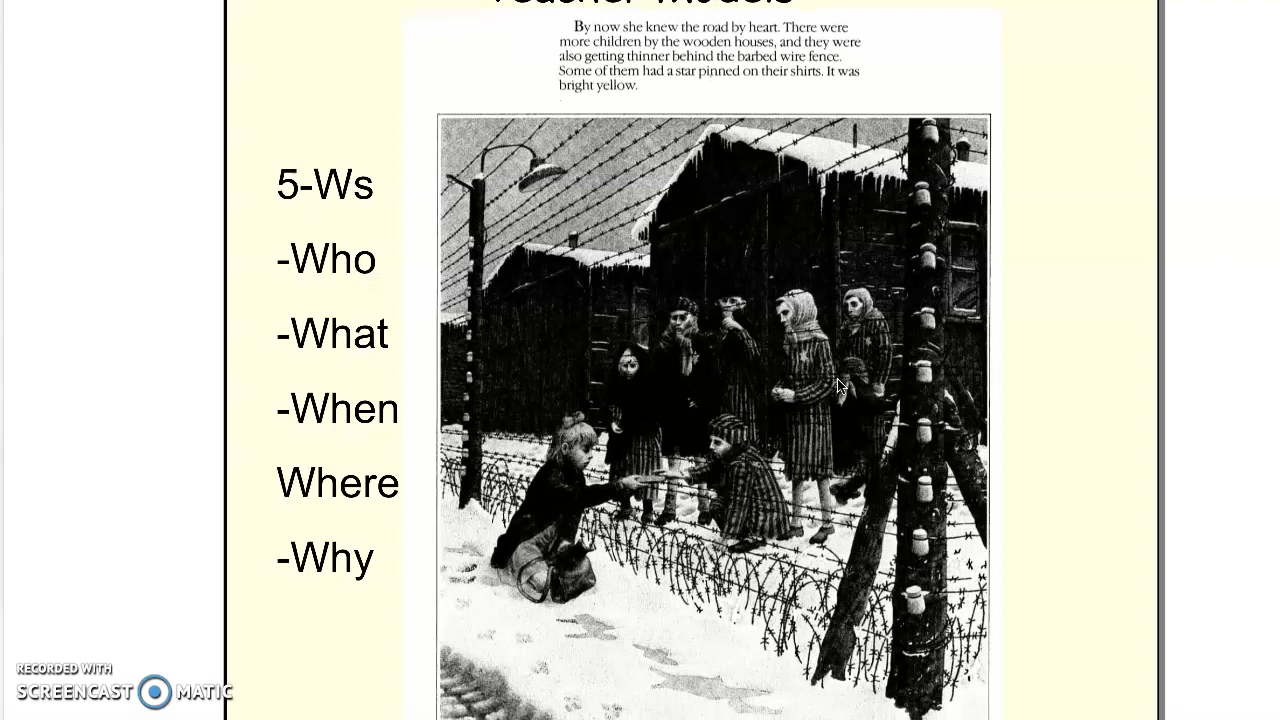 Teacher Models
By now she knew the road by heart. There were
more children by the wooden houses, and they were
also getting thinner behind the barbed wire fence.
Some of them had a star pinned on their shirts. It was
bright yellow.
5-Ws
-Who
-What
-When
Where
-Why
RECORDED WITH
SCREENCAST MATIC